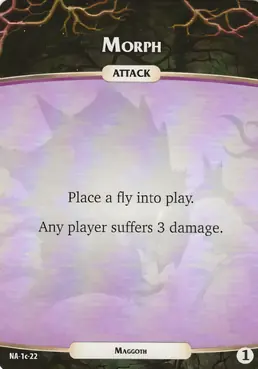 MORPH
ATTACK
Place a fly into play.
Any player suffers 3 damage.
MAGGOTH
NA-1c-22
1